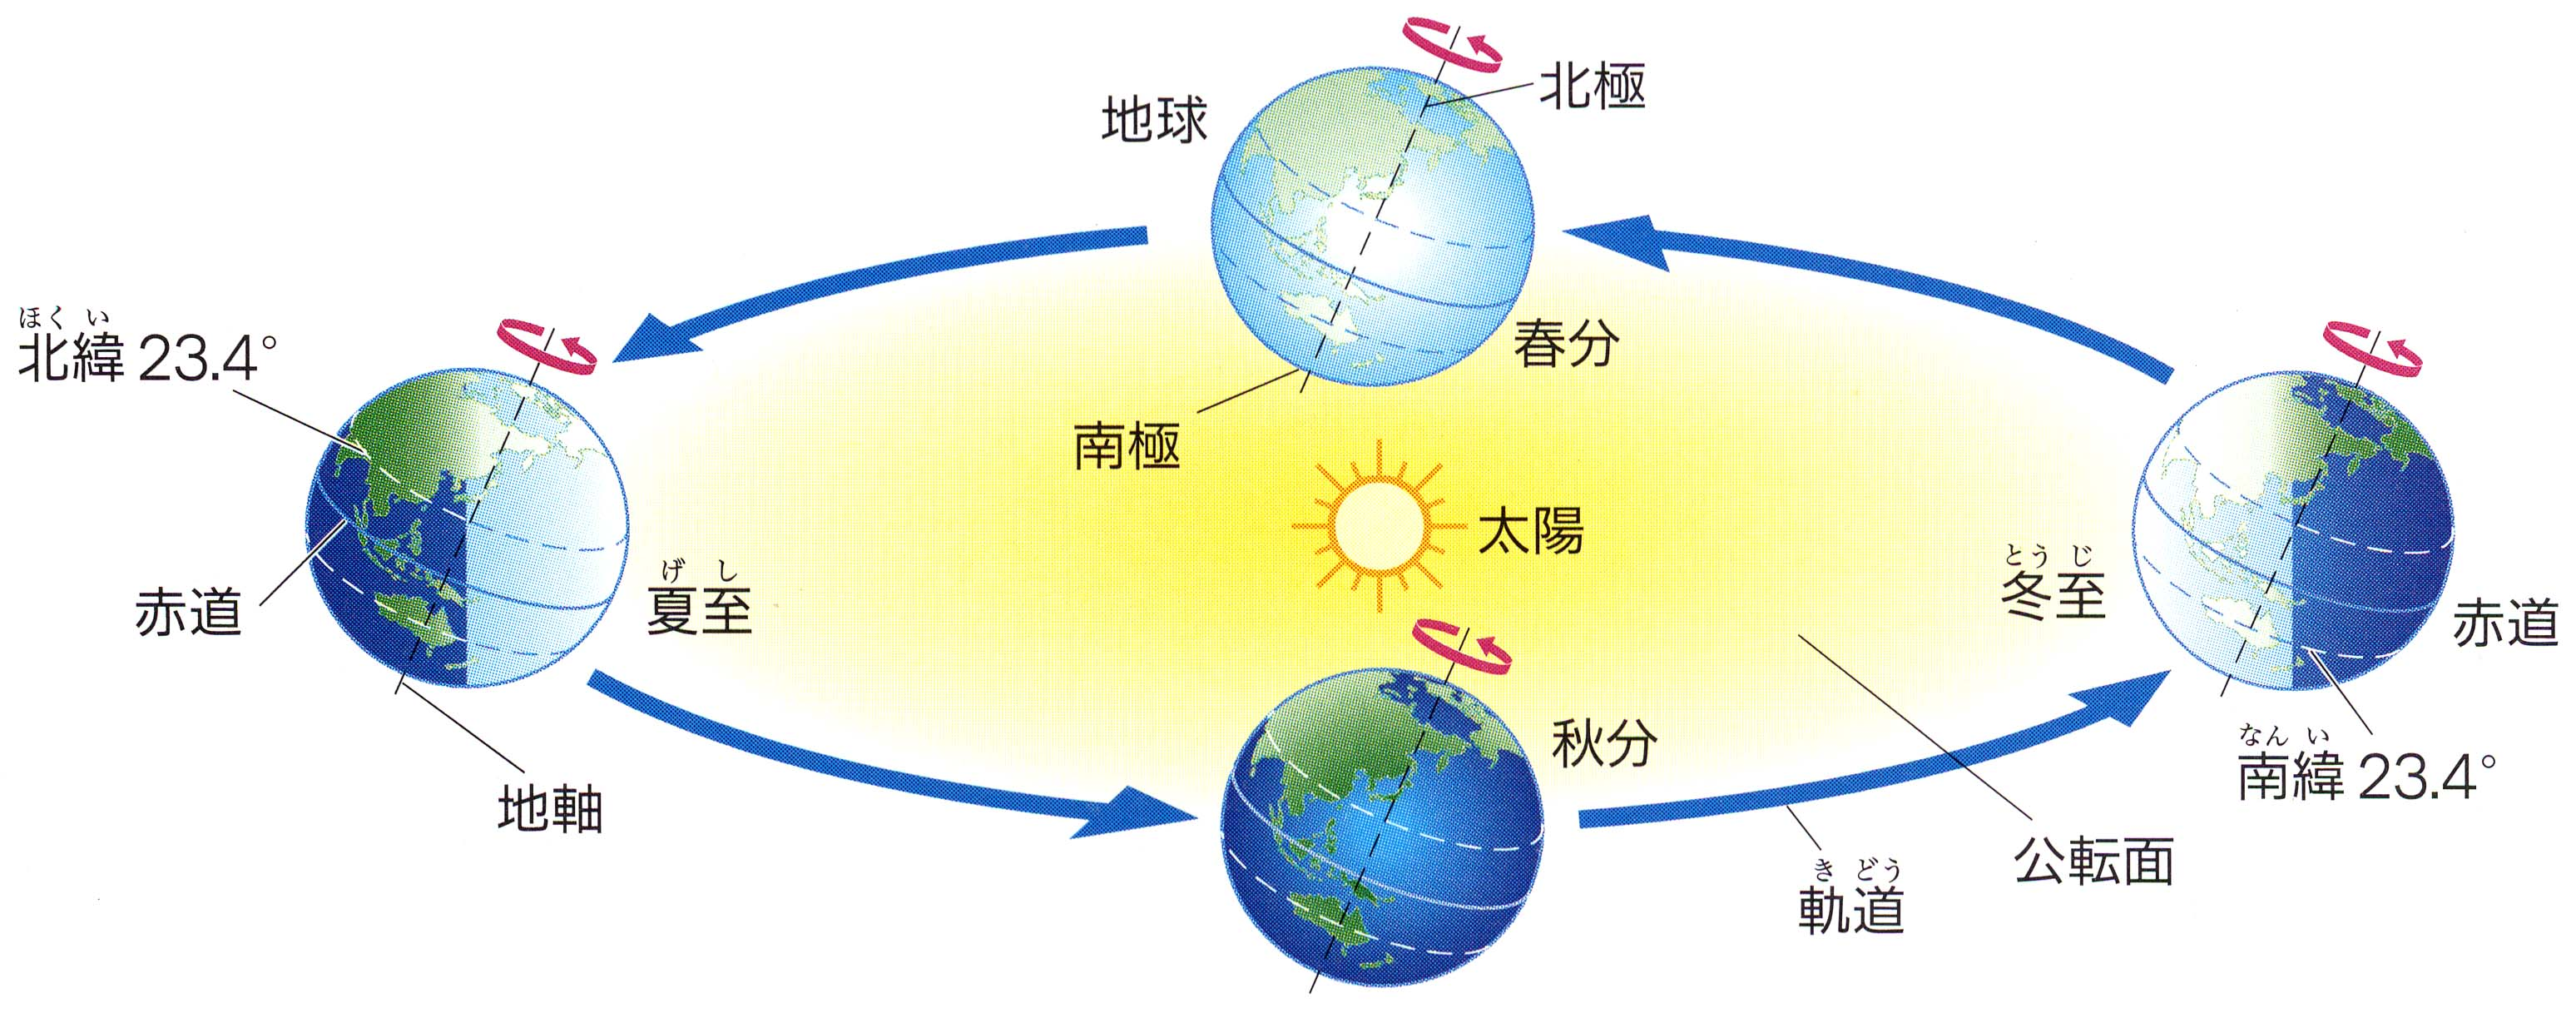 北極
地球
ほくい
北緯 23.4°
春分
南極
太陽
げし
夏至
とうじ
冬至
赤道
赤道
秋分
なんい
南緯 23.4°
地軸
公転面
きどう
軌道